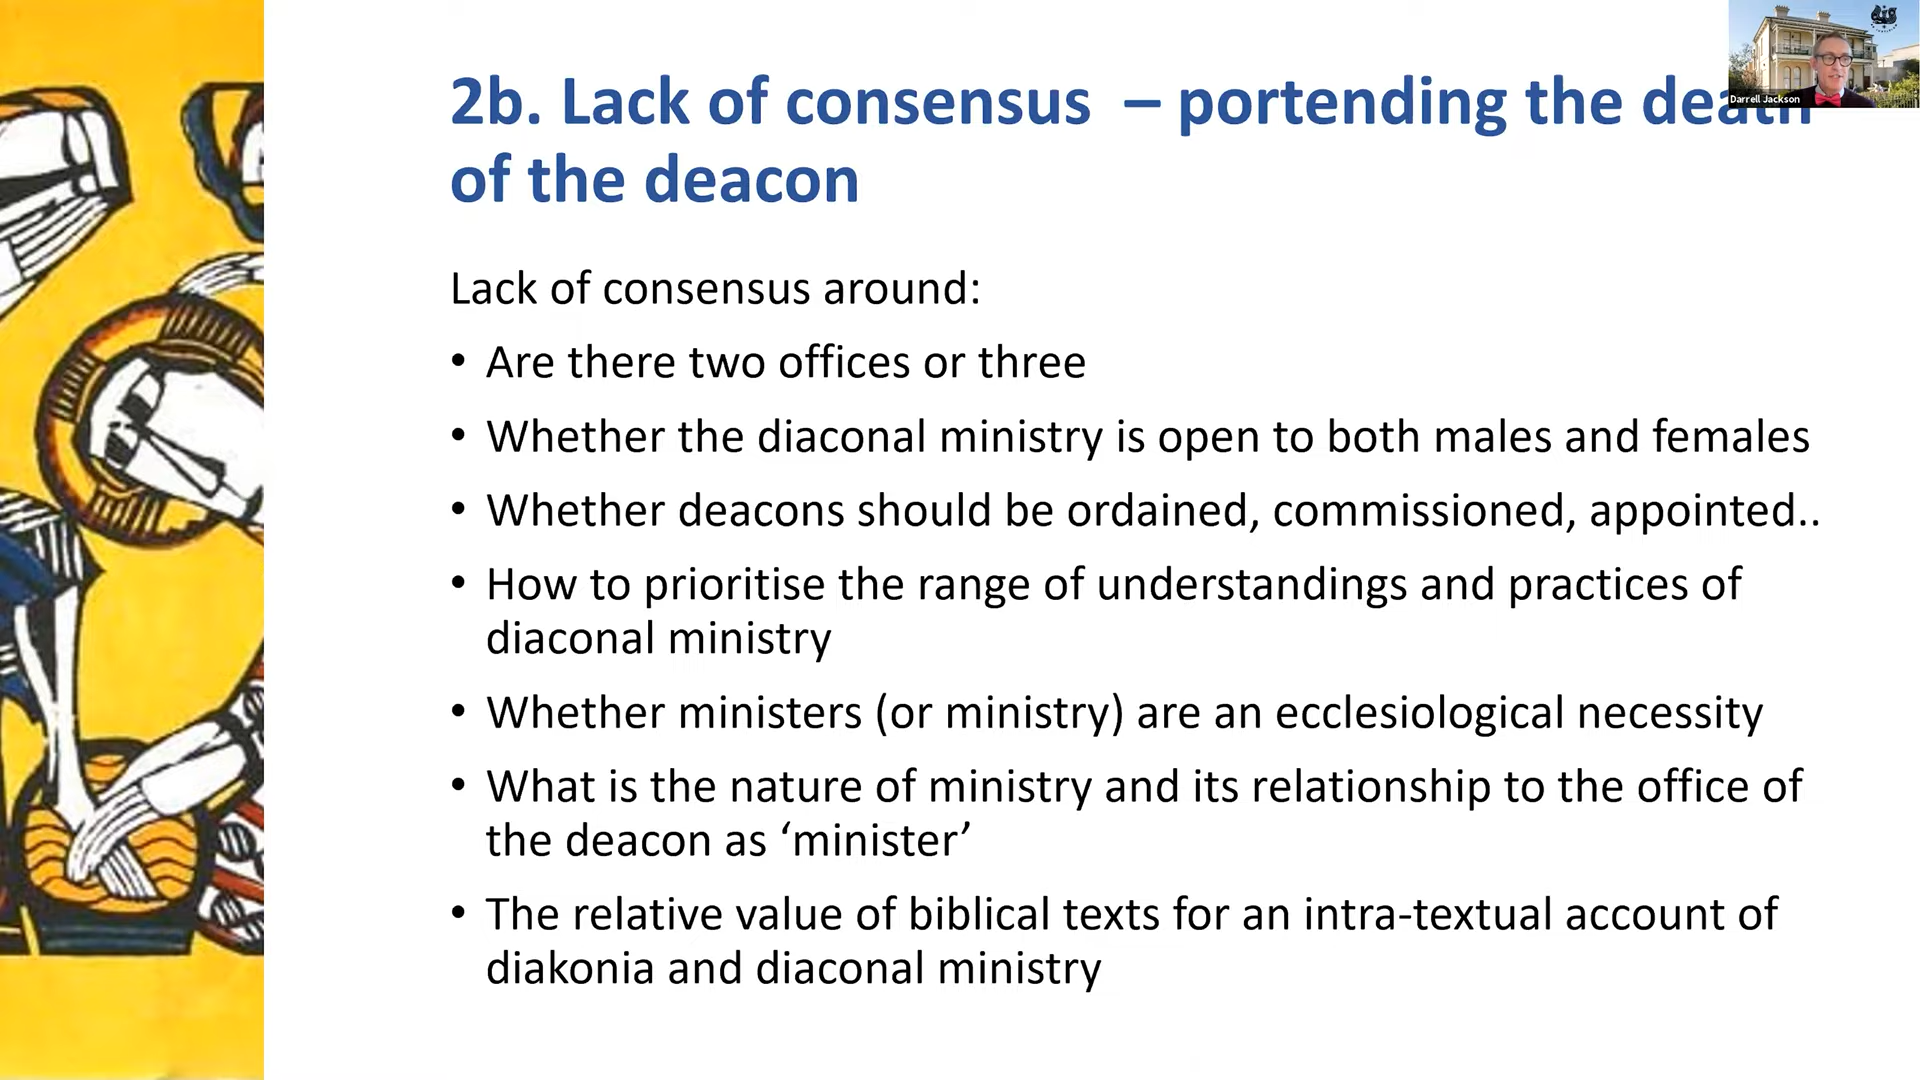 2b. Lack of consensus  – portending the death
of the deacon
Darrell Jackson
Lack of consensus around:
• Are there two offices or three
• Whether the diaconal ministry is open to both males and females
• Whether deacons should be ordained, commissioned, appointed..
• How to prioritise the range of understandings and practices of
diaconal ministry
• Whether ministers (or ministry) are an ecclesiological necessity
• What is the nature of ministry and its relationship to the office of
the deacon as ‘minister’
• The relative value of biblical texts for an intra-textual account of
diakonia and diaconal ministry